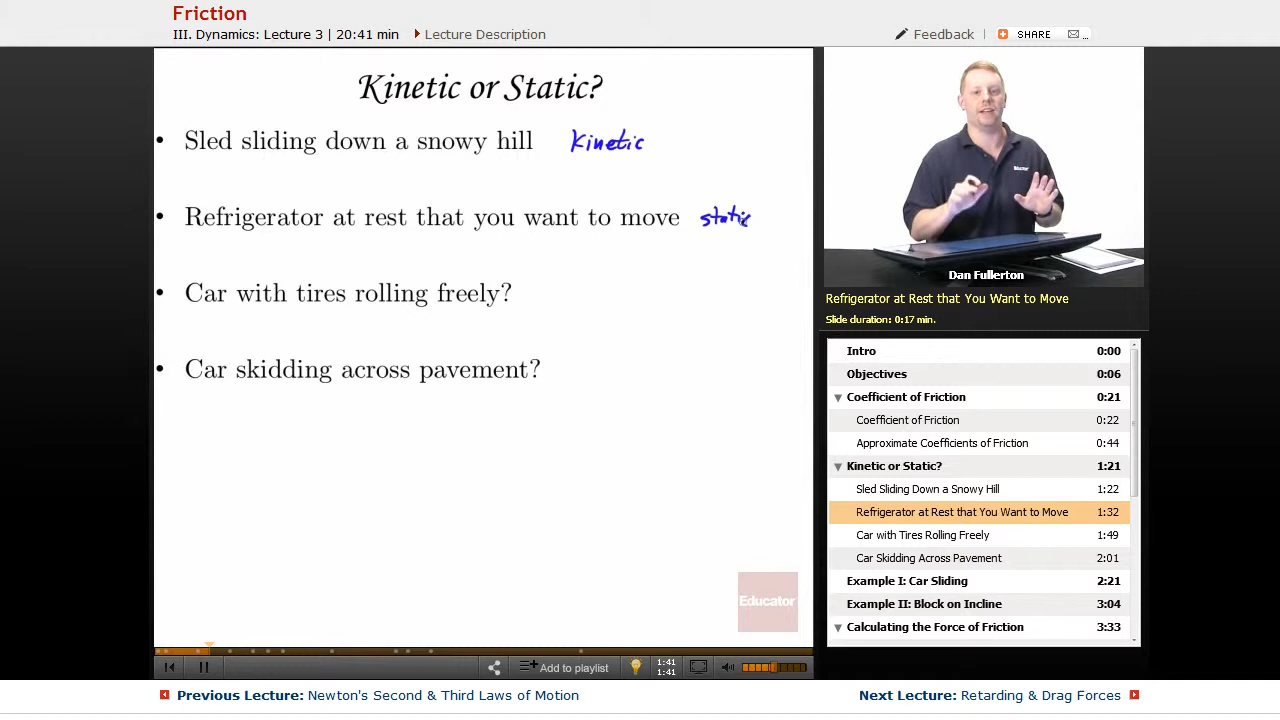 Friction
III. Dynamics: Lecture 3 | 20:41 min Lecture Description
Feedback SHARE ...
Kinetic or Static?
• Sled sliding down a snowy hill Kinetic
• Refrigerator at rest that you want to move static
• Car with tires rolling freely?
• Car skidding across pavement?
Educator
Dan Fullerton
Refrigerator at Rest that You Want to Move
Slide duration: 0:17 min.
Intro 0:00
Objectives 0:06
Coefficient of Friction 0:21
Coefficient of Friction 0:22
Approximate Coefficients of Friction 0:44
Kinetic or Static? 1:21
Sled Sliding Down a Snowy Hill 1:22
Refrigerator at Rest that You Want to Move 1:32
Car with Tires Rolling Freely 1:49
Car Skidding Across Pavement 2:01
Example I: Car Sliding 2:21
Example II: Block on Incline 3:04
Calculating the Force of Friction 3:33
Add to playlist
1:41
1:41
Previous Lecture: Newton's Second & Third Laws of Motion
Next Lecture: Retarding & Drag Forces